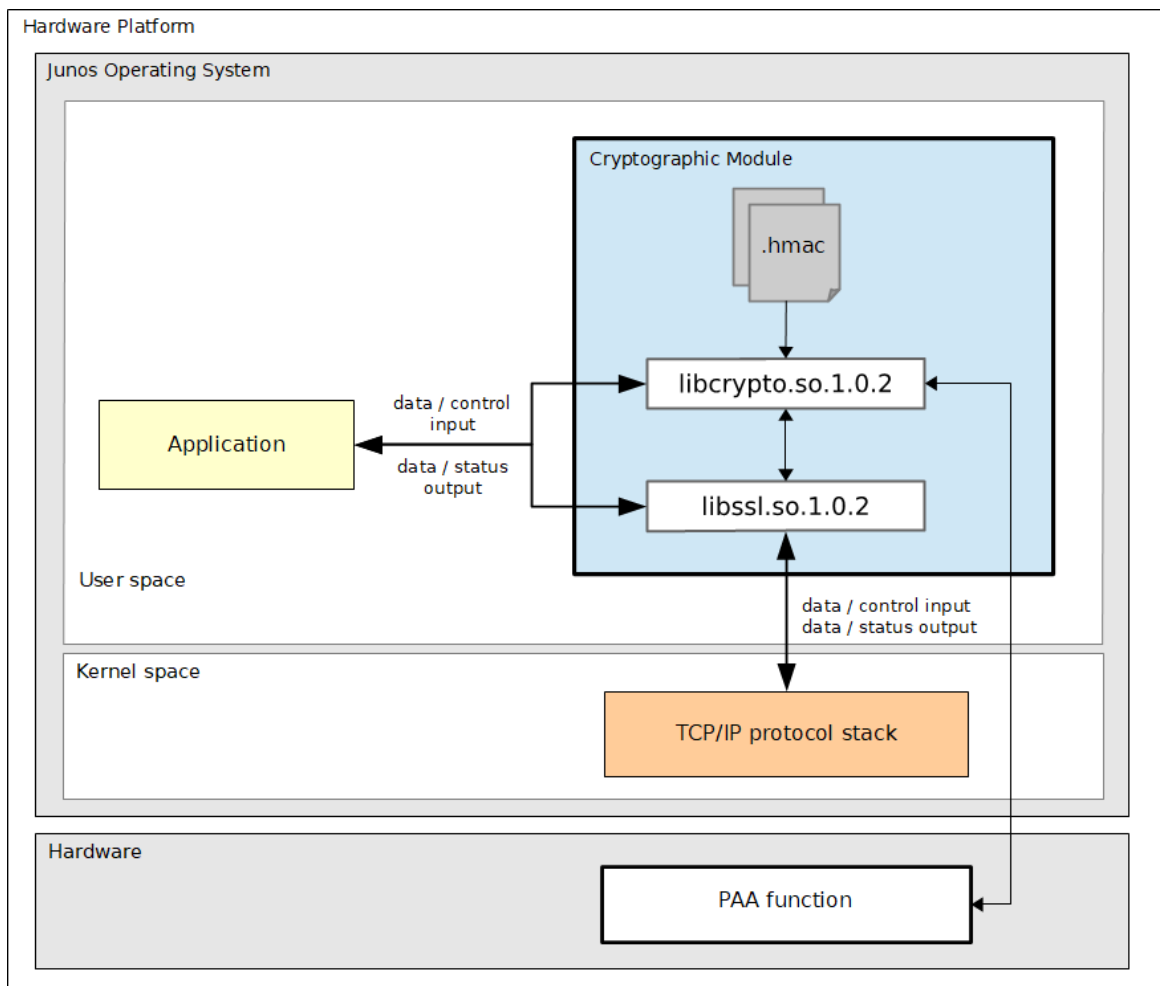 Hardware Platform
Junos Operating System
Cryptographic Module
.hmac
libcrypto.so.1.0.2
data / control
input
Application
data / status
output
libssl.so.1.0.2
User space
data / control input
data / status output
Kernel space
TCP/IP protocol stack
Hardware
PAA function